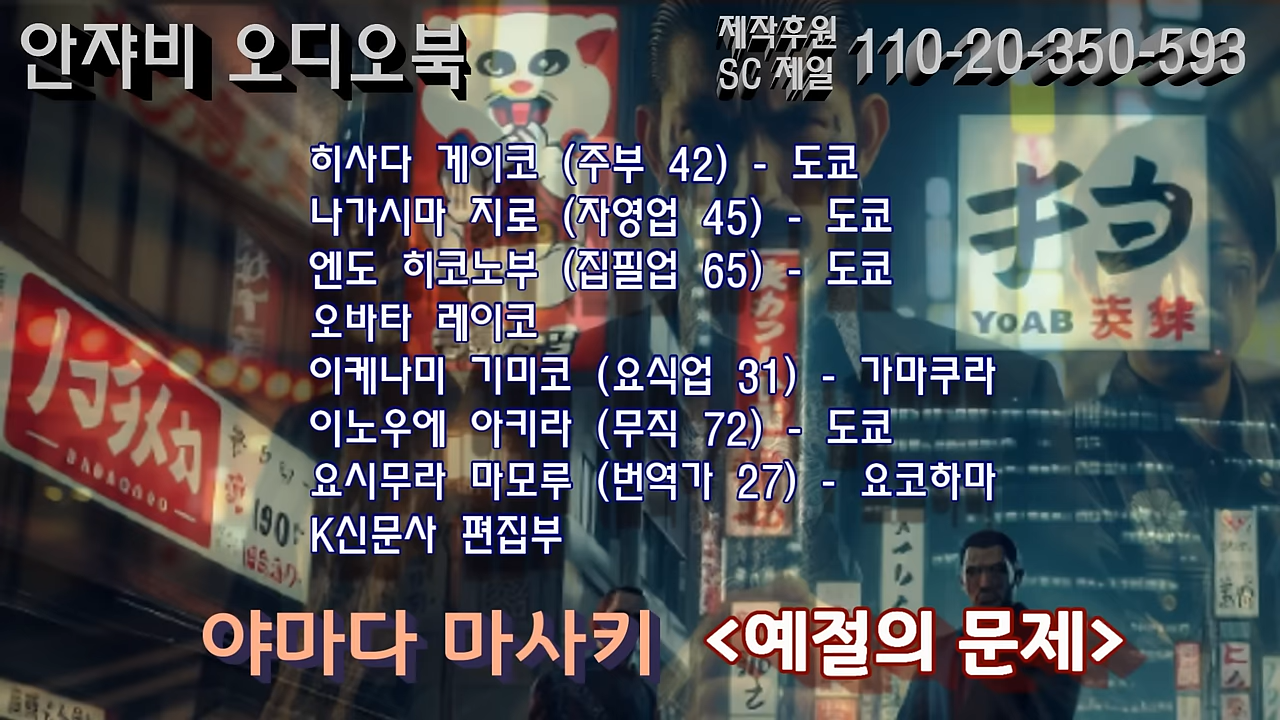 안쟈비 오디오북
제작후원
SC 제일
110-20-350-593
히사다 게이코 (주부 42) - 도쿄
나가시마 지로 (자영업 45) - 도쿄
엔도 히코노부 (집필업 65) - 도쿄
오바타 레이코
이케나미 기미코 (요식업 31) - 가마쿠라
이노우에 아키라 (무직 72) - 도쿄
요시무라 마모루 (번역가 27) - 요코하마
K신문사 편집부
야마다 마사키 <예절의 문제>
YOAB